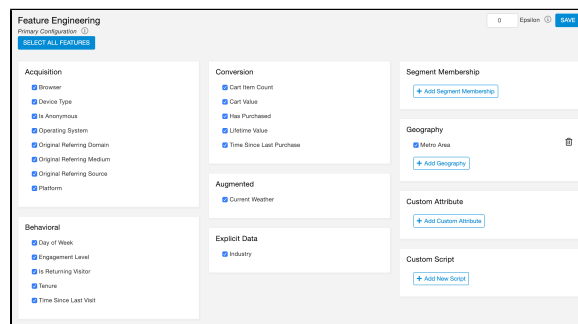 Feature Engineering
Primary Configuration
SELECT ALL FEATURES
0 Epsilon SAVE
Acquisition
Browser
Device Type
Is Anonymous
Operating System
Original Referring Domain
Original Referring Medium
Original Referring Source
Platform
Behavioral
Day of Week
Engagement Level
Is Returning Visitor
Tenure
Time Since Last Visit
Conversion
Cart Item Count
Cart Value
Has Purchased
Lifetime Value
Time Since Last Purchase
Augmented
Current Weather
Explicit Data
Industry
Segment Membership
+ Add Segment Membership
Geography
Metro Area
+ Add Geography
Custom Attribute
+ Add Custom Attribute
Custom Script
+ Add New Script